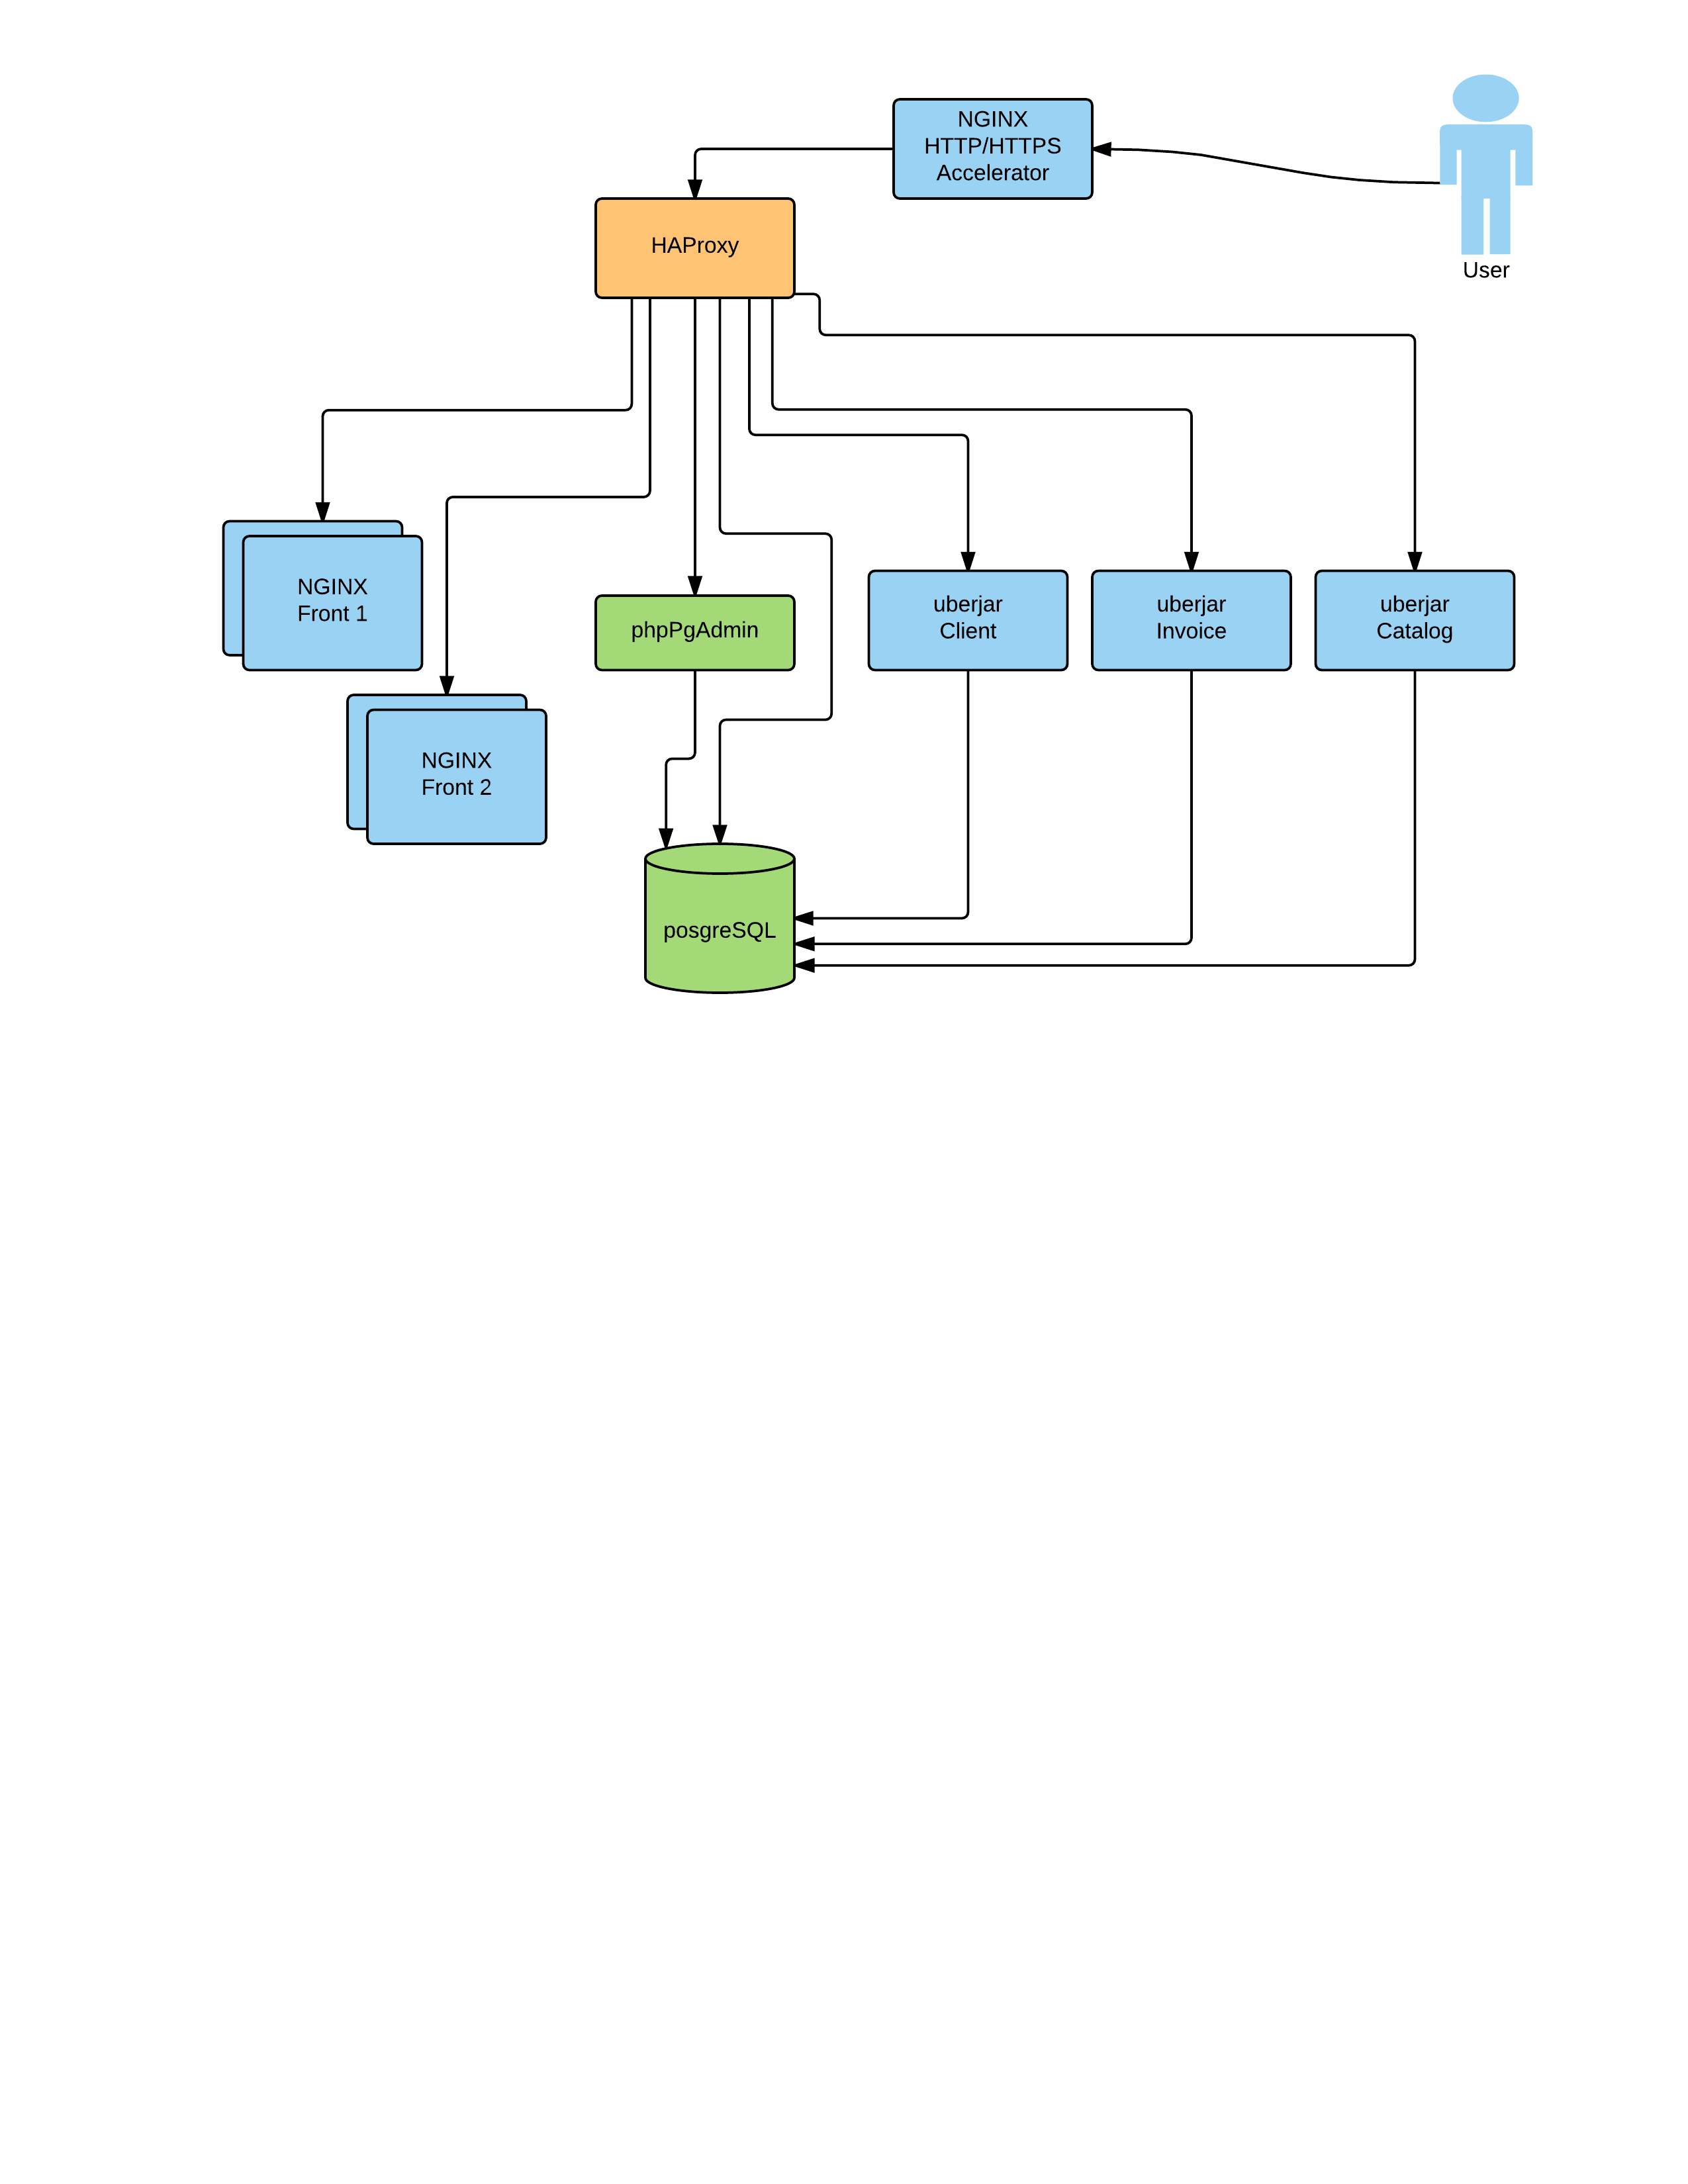 NGINX
HTTP/HTTPS
Accelerator
User
HAProxy
NGINX
Front 1
phpPgAdmin
uberjar
Client
uberjar
Invoice
uberjar
Catalog
NGINX
Front 2
posgreSQL